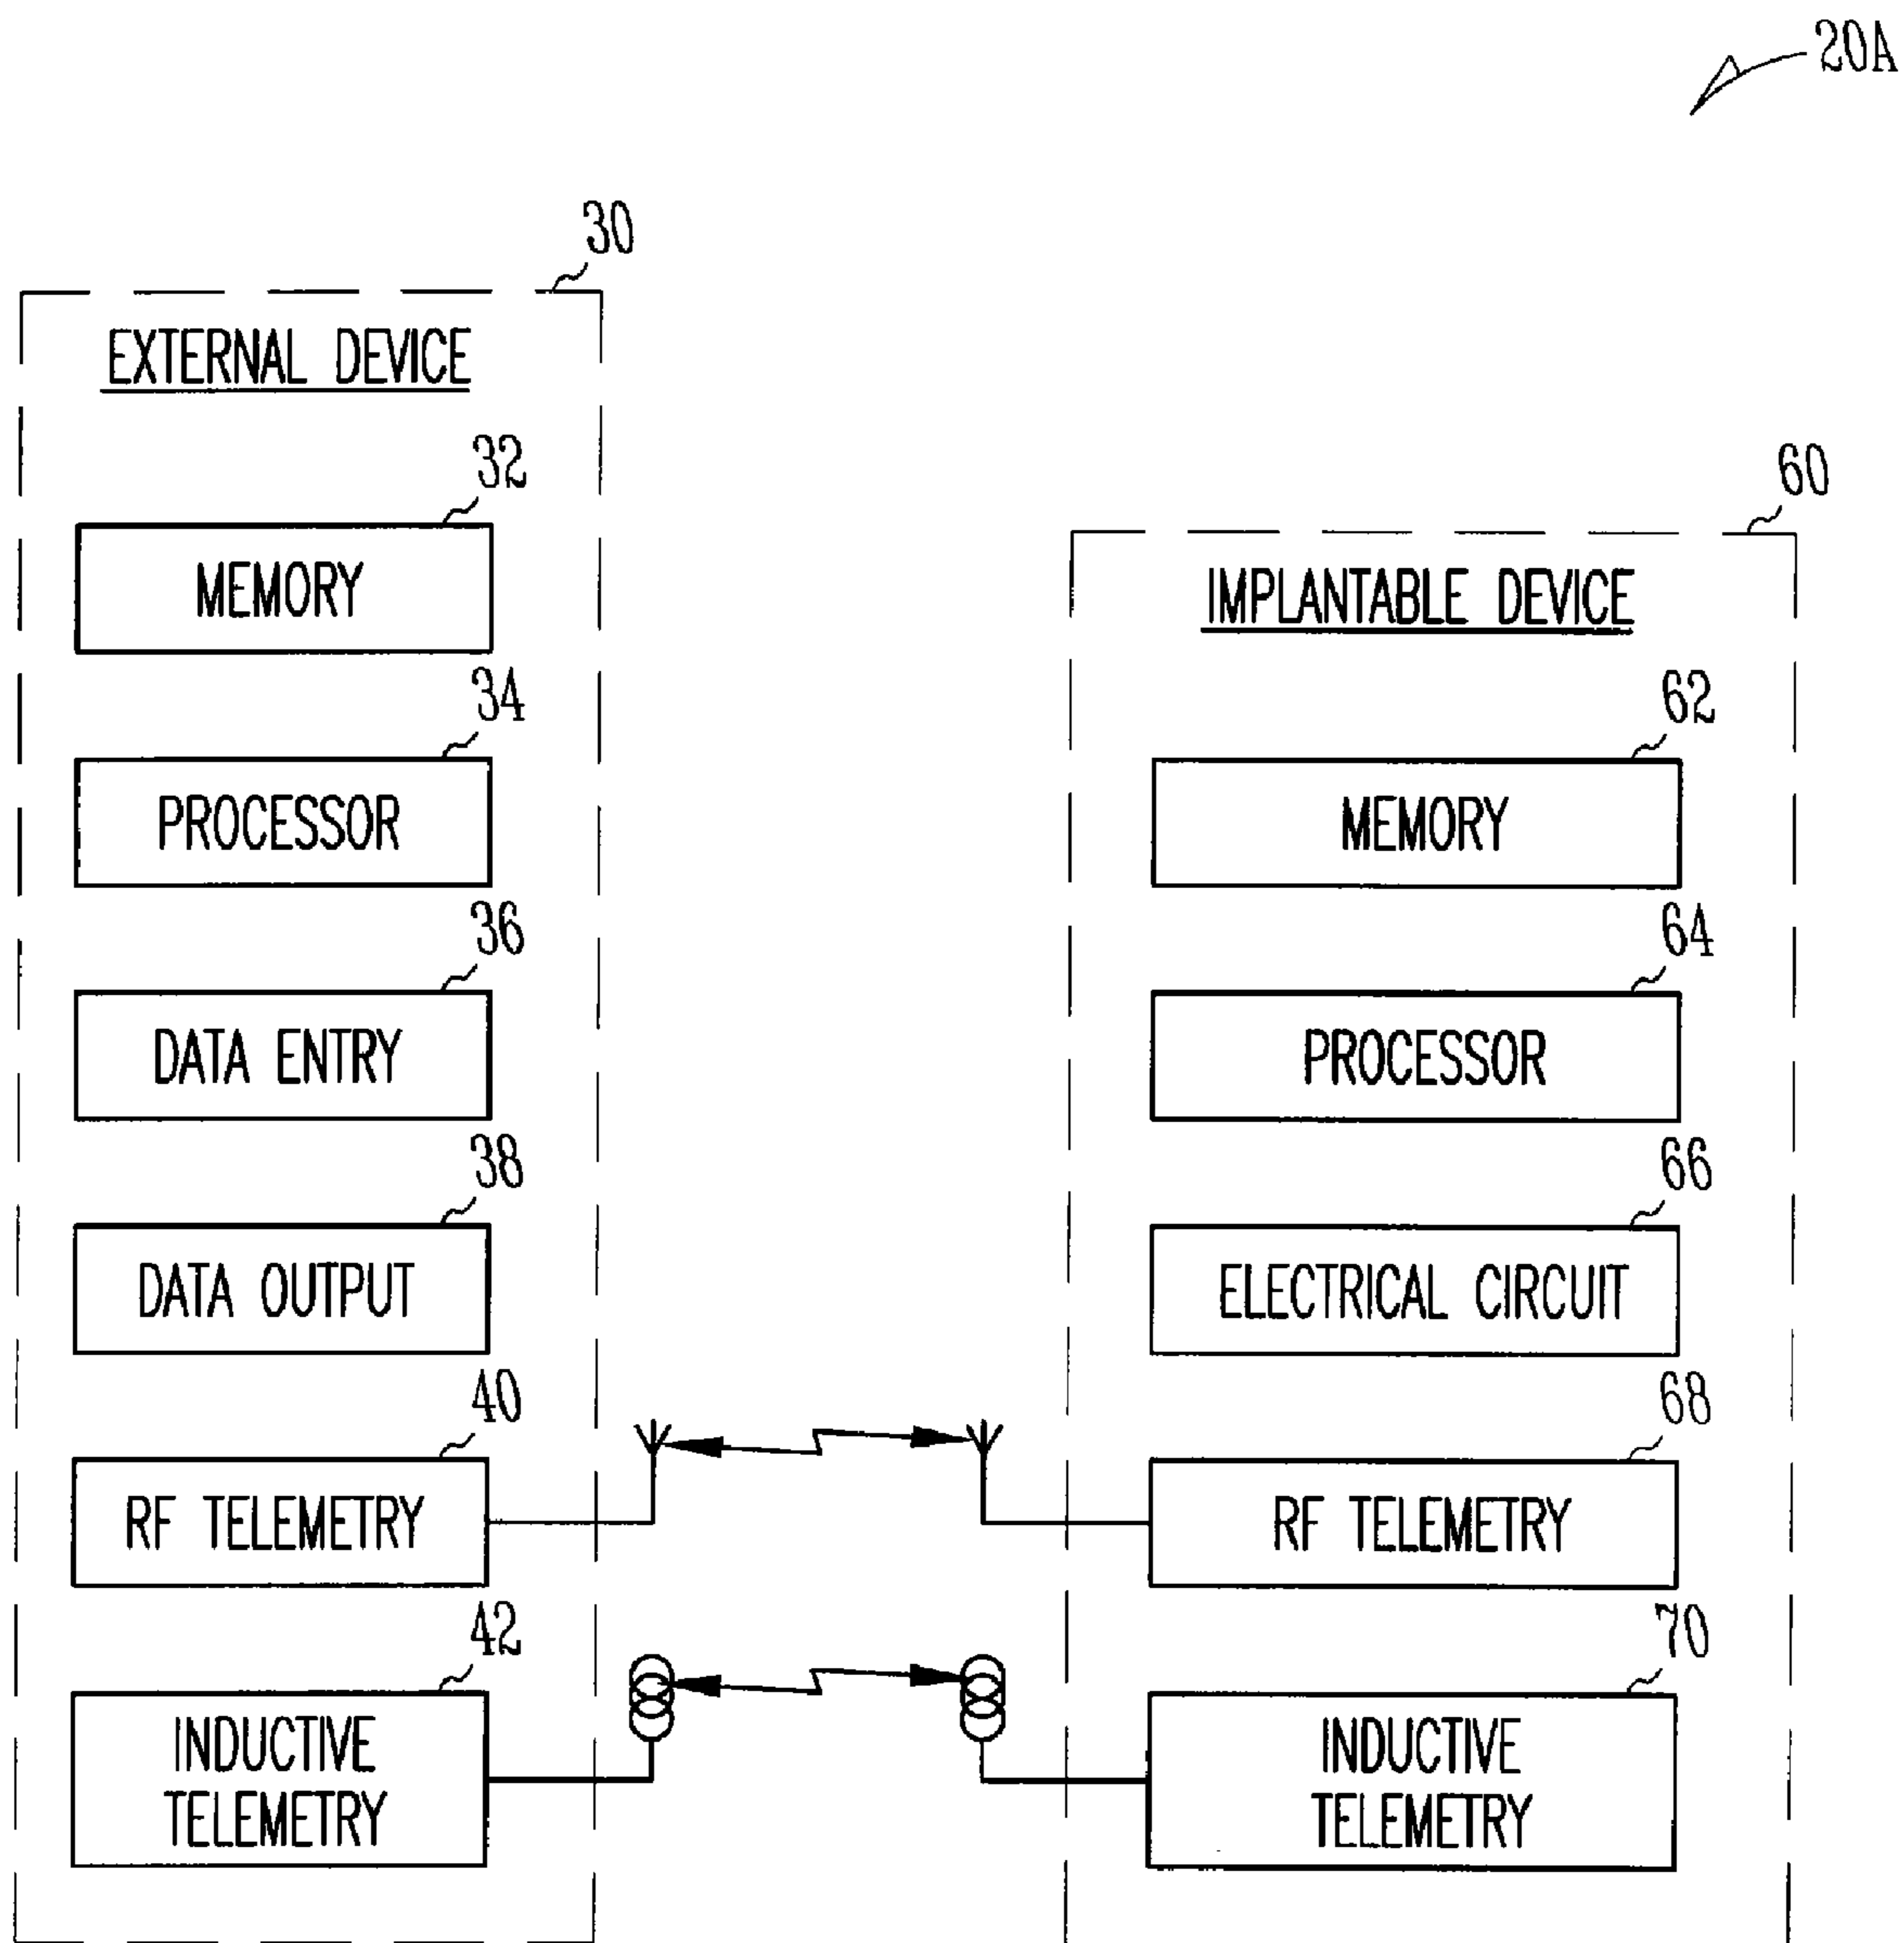 20A
30
EXTERNAL DEVICE
32
MEMORY
34
PROCESSOR
36
DATA ENTRY
38
DATA OUTPUT
40
RF TELEMETRY
42
INDUCTIVE
TELEMETRY
60
IMPLANTABLE DEVICE
62
MEMORY
64
PROCESSOR
66
ELECTRICAL CIRCUIT
68
RF TELEMETRY
70
INDUCTIVE
TELEMETRY